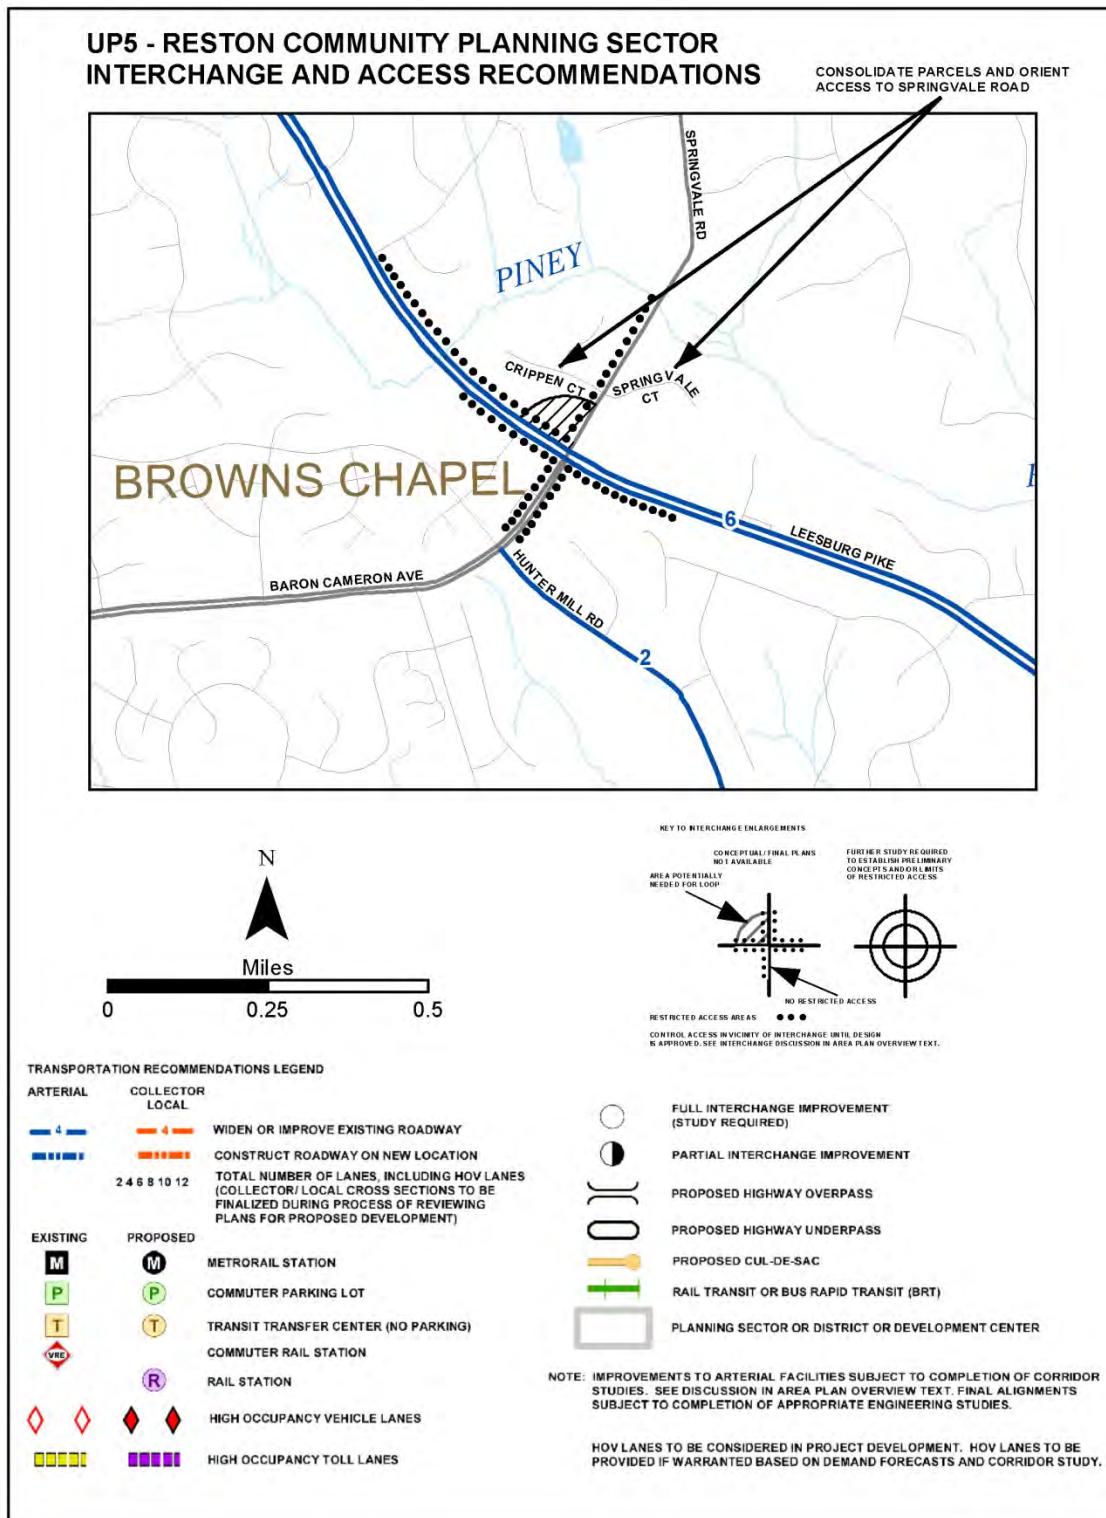 UP5 - RESTON COMMUNITY PLANNING SECTOR
INTERCHANGE AND ACCESS RECOMMENDATIONS
CONSOLIDATE PARCELS AND ORIENT
ACCESS TO SPRINGVALE ROAD
SPRINGVALE RD
PINEY
CRIPPEN CT
SPRINGVALE
CT
BROWNS CHAPEL
6
LEESBURG PIKE
BARON CAMERON AVE
HUNTER MILL RD
2
KEY TO INTERCHANGE ENLARGEMENTS
CONCEPTUAL/FINAL PLANS
NOT AVAILABLE
FURTHER STUDY REQUIRED
TO ESTABLISH PRELIMINARY
CONCEPTS AND/OR LIMITS
OF RESTRICTED ACCESS
AREA POTENTIALLY
NEEDED FOR LOOP
NO RESTRICTED ACCESS
RESTRICTED ACCESS AREAS
CONTROL ACCESS IN VICINITY OF INTERCHANGE UNTIL DESIGN
IS APPROVED. SEE INTERCHANGE DISCUSSION IN AREA PLAN OVERVIEW TEXT.
N
Miles
0 0.25 0.5
TRANSPORTATION RECOMMENDATIONS LEGEND
ARTERIAL COLLECTOR
LOCAL
4 4 WIDEN OR IMPROVE EXISTING ROADWAY
CONSTRUCT ROADWAY ON NEW LOCATION
2 4 6 8 10 12 TOTAL NUMBER OF LANES, INCLUDING HOV LANES
(COLLECTOR/ LOCAL CROSS SECTIONS TO BE
FINALIZED DURING PROCESS OF REVIEWING
PLANS FOR PROPOSED DEVELOPMENT)
EXISTING PROPOSED
M M METRORAIL STATION
P P COMMUTER PARKING LOT
T T TRANSIT TRANSFER CENTER (NO PARKING)
VRE COMMUTER RAIL STATION
R RAIL STATION
HIGH OCCUPANCY VEHICLE LANES
HIGH OCCUPANCY TOLL LANES
FULL INTERCHANGE IMPROVEMENT
(STUDY REQUIRED)
PARTIAL INTERCHANGE IMPROVEMENT
PROPOSED HIGHWAY OVERPASS
PROPOSED HIGHWAY UNDERPASS
PROPOSED CUL-DE-SAC
RAIL TRANSIT OR BUS RAPID TRANSIT (BRT)
PLANNING SECTOR OR DISTRICT OR DEVELOPMENT CENTER
NOTE: IMPROVEMENTS TO ARTERIAL FACILITIES SUBJECT TO COMPLETION OF CORRIDOR
STUDIES. SEE DISCUSSION IN AREA PLAN OVERVIEW TEXT. FINAL ALIGNMENTS
SUBJECT TO COMPLETION OF APPROPRIATE ENGINEERING STUDIES.
HOV LANES TO BE CONSIDERED IN PROJECT DEVELOPMENT. HOV LANES TO BE
PROVIDED IF WARRANTED BASED ON DEMAND FORECASTS AND CORRIDOR STUDY.